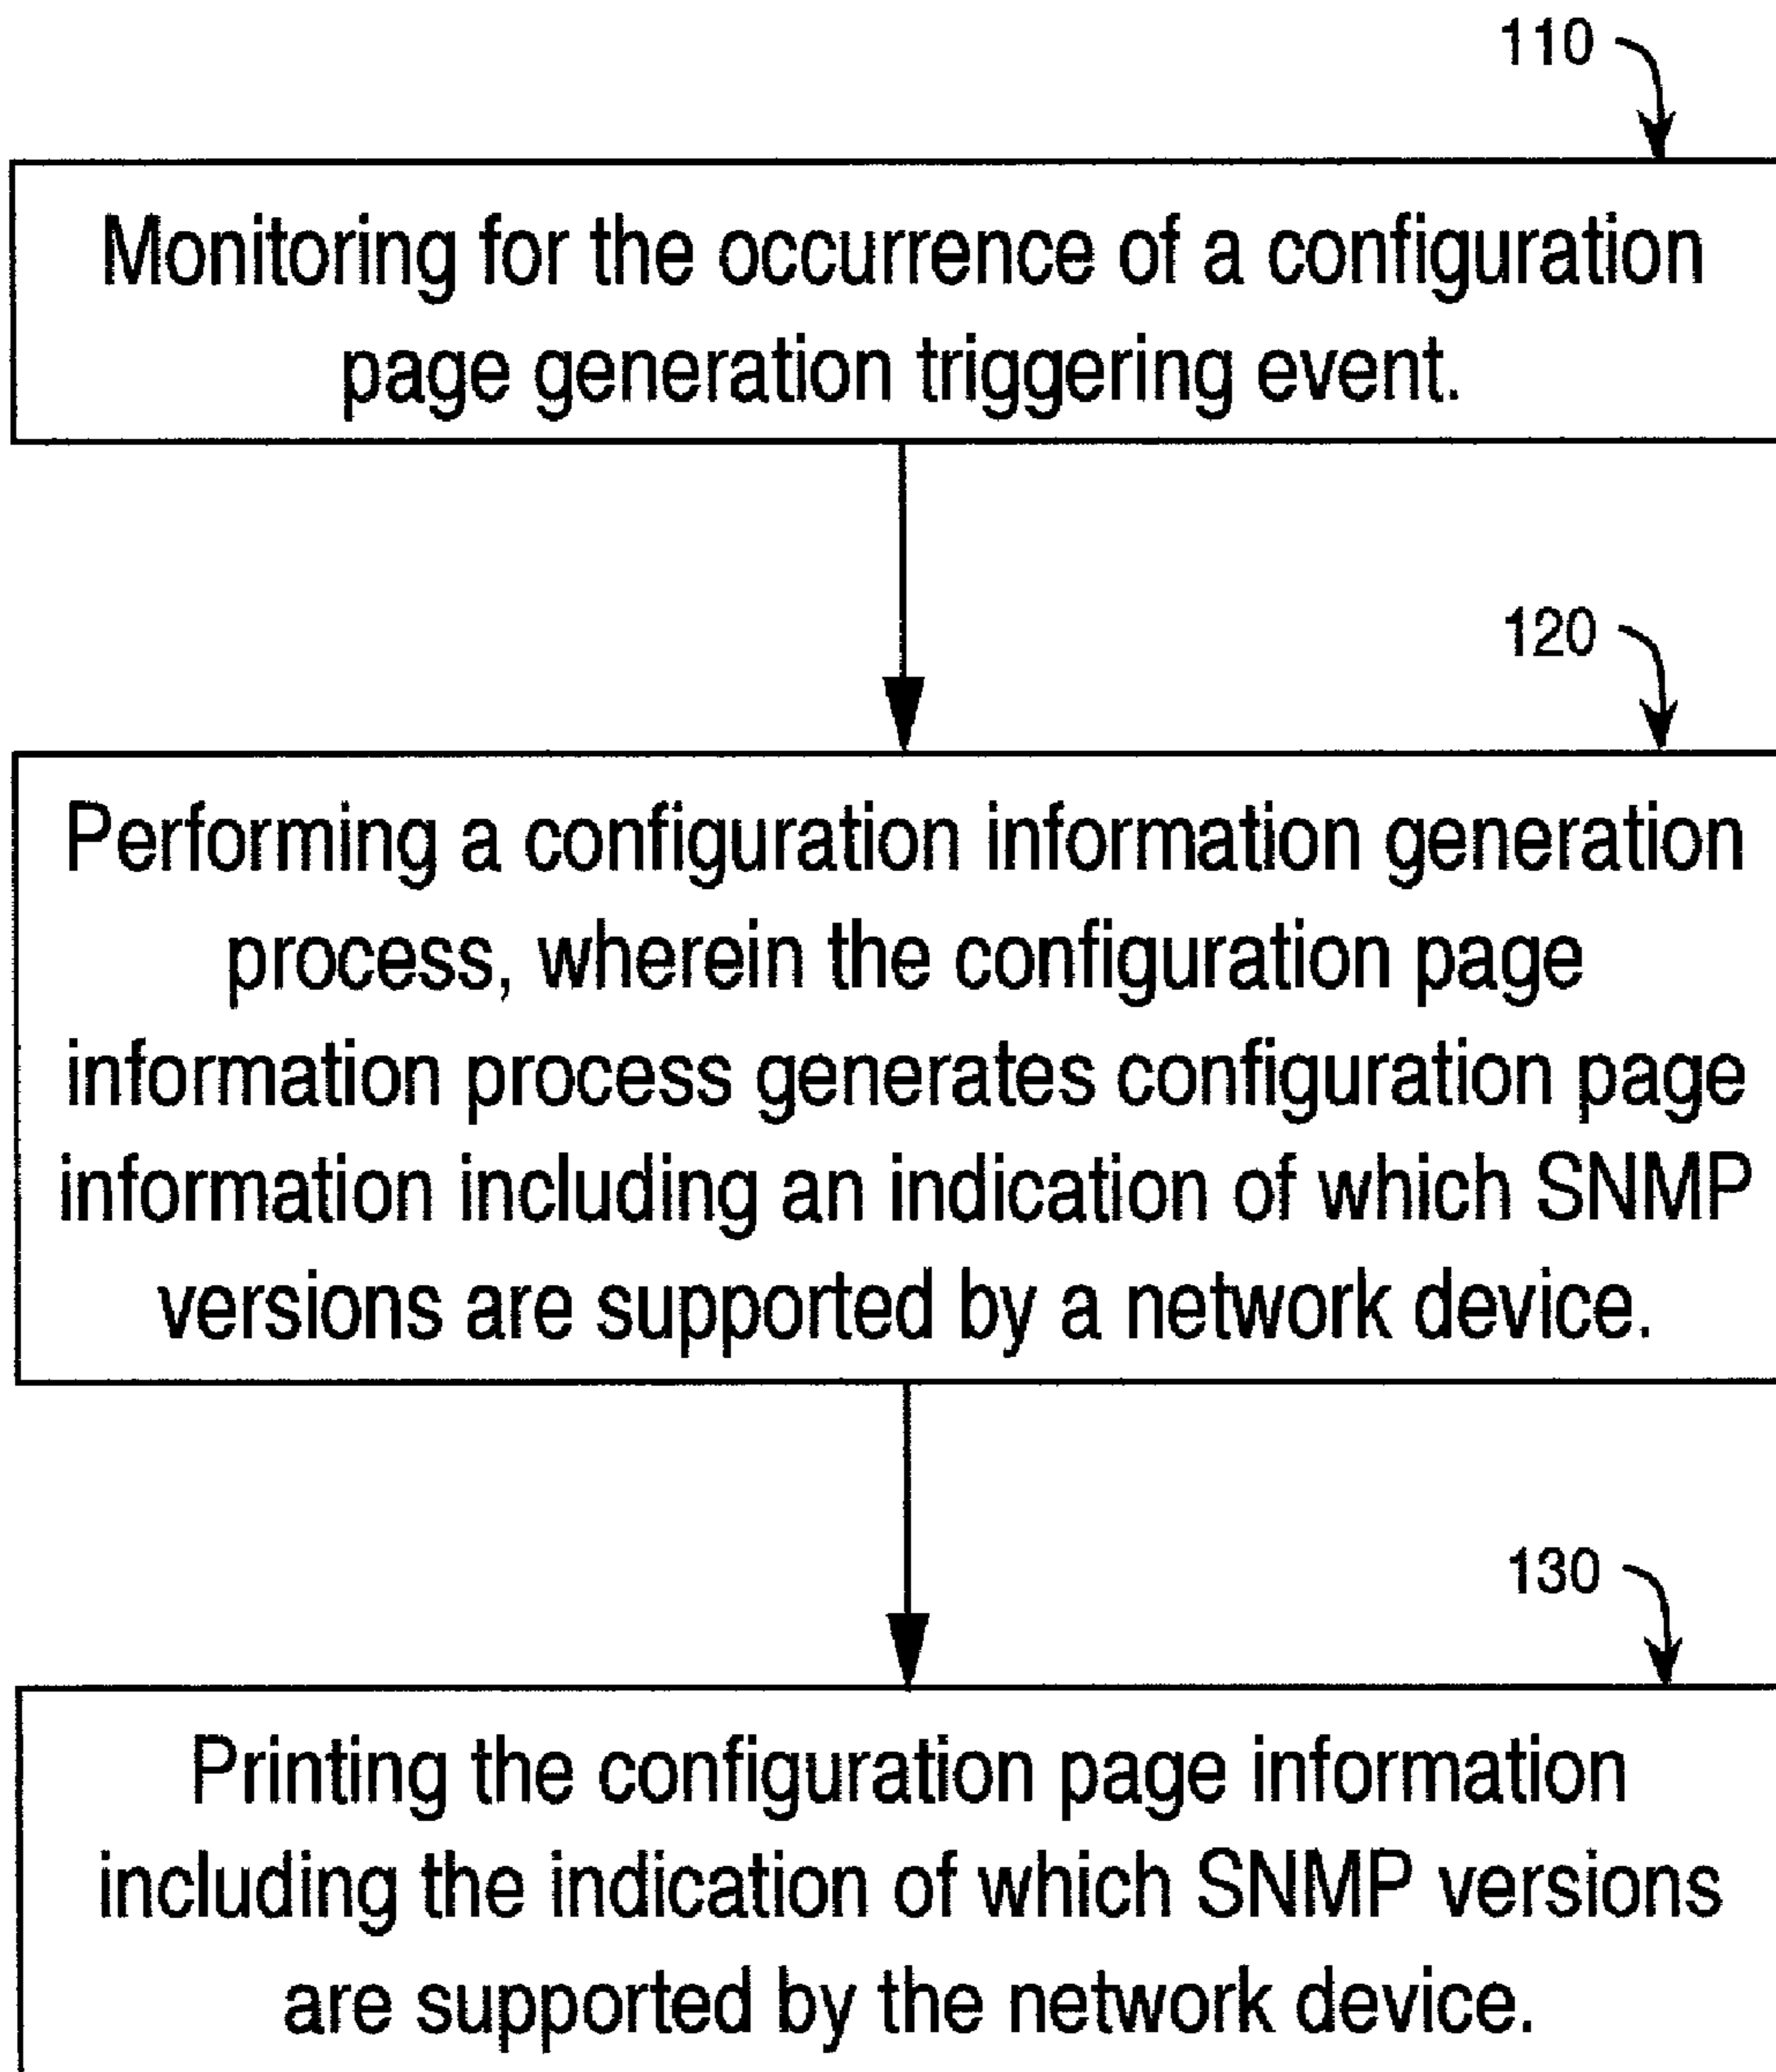 110
Monitoring for the occurrence of a configuration
page generation triggering event.
120
Performing a configuration information generation
process, wherein the configuration page
information process generates configuration page
information including an indication of which SNMP
versions are supported by a network device.
130
Printing the configuration page information
including the indication of which SNMP versions
are supported by the network device.